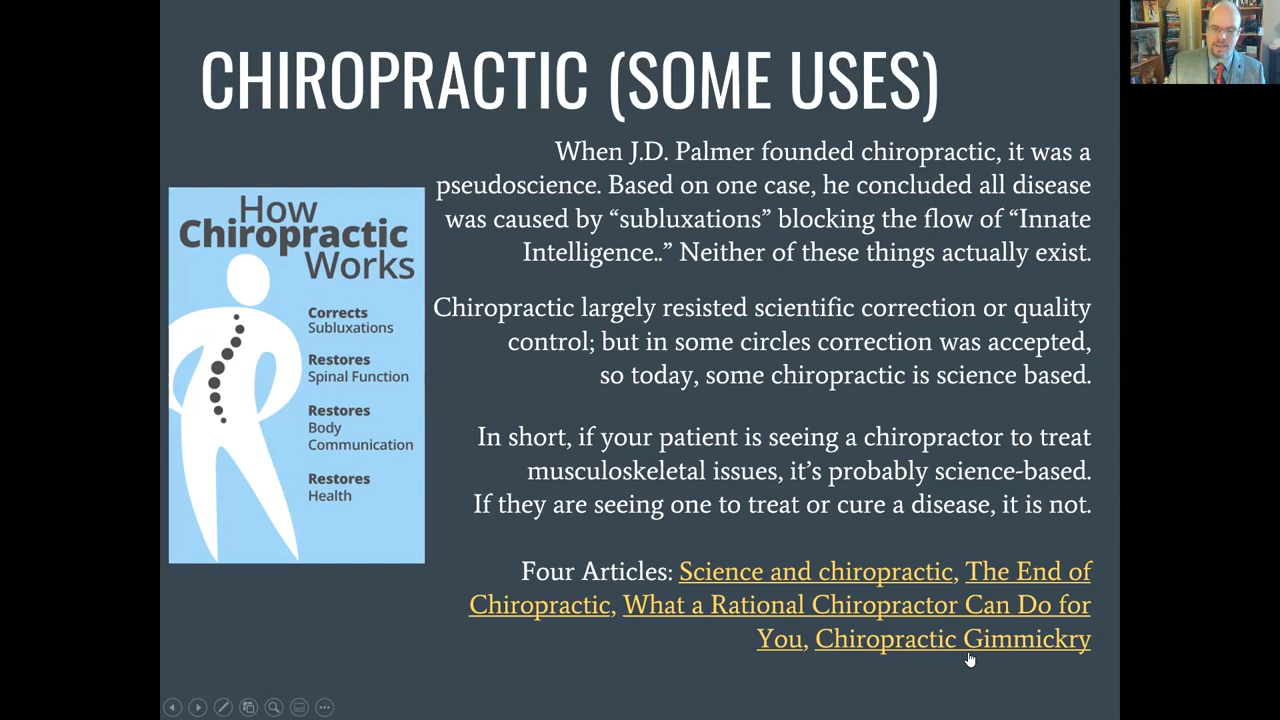 CHIROPRACTIC (SOME USES)
When J.D. Palmer founded chiropractic, it was a
pseudoscience. Based on one case, he concluded all disease
was caused by “subluxations” blocking the flow of “Innate
Intelligence..” Neither of these things actually exist.
Chiropractic largely resisted scientific correction or quality
control; but in some circles correction was accepted,
so today, some chiropractic is science based.
In short, if your patient is seeing a chiropractor to treat
musculoskeletal issues, it’s probably science-based.
If they are seeing one to treat or cure a disease, it is not.
Four Articles: Science and chiropractic, The End of
Chiropractic, What a Rational Chiropractor Can Do for
You, Chiropractic Gimmickry
How
Chiropractic
Works
Corrects
Subluxations
Restores
Spinal Function
Restores
Body
Communication
Restores
Health